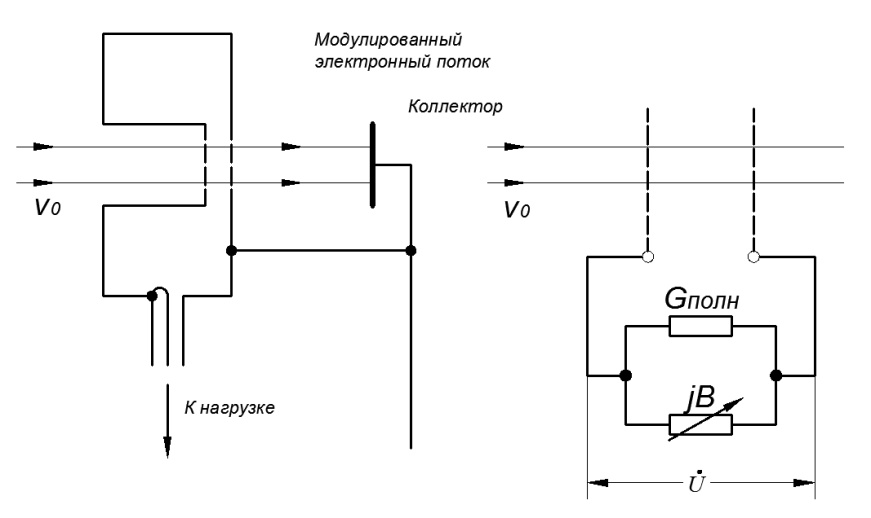 Модулированный
электронный поток
Коллектор
V0
V0
Gполн
jB
К нагрузке
U̇